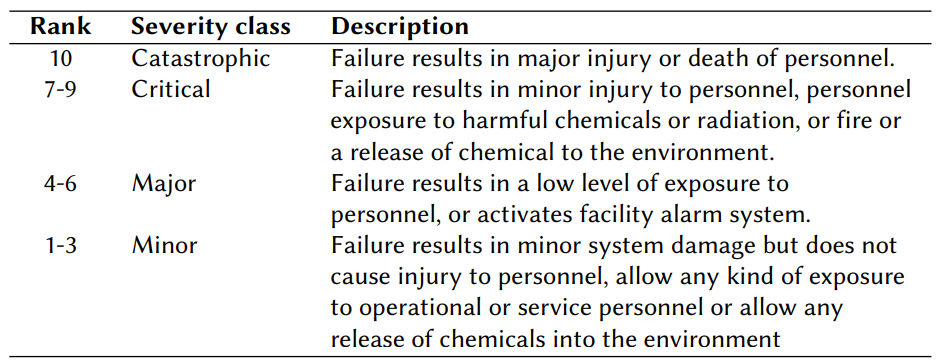 Rank Severity class Description
10 Catastrophic Failure results in major injury or death of personnel.
7-9 Critical Failure results in minor injury to personnel, personnel
exposure to harmful chemicals or radiation, or fire or
a release of chemical to the environment.
4-6 Major Failure results in a low level of exposure to
personnel, or activates facility alarm system.
1-3 Minor Failure results in minor system damage but does not
cause injury to personnel, allow any kind of exposure
to operational or service personnel or allow any
release of chemicals into the environment